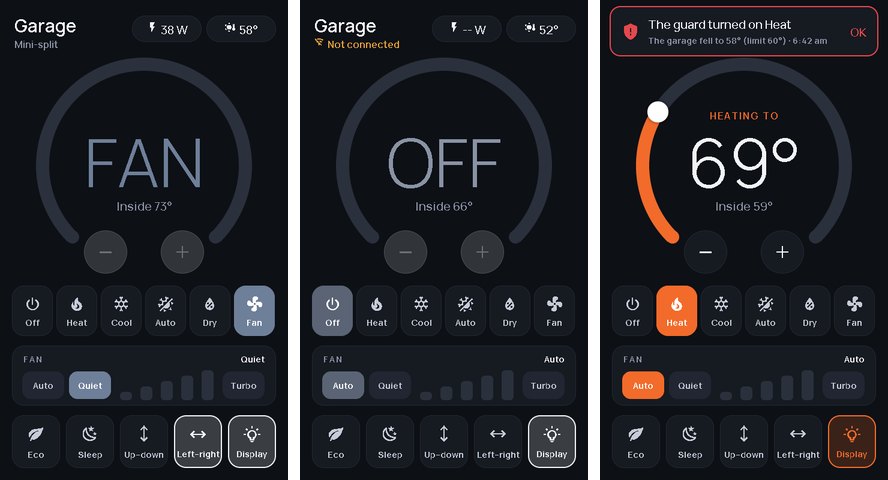 Garage
Mini-split
38 W
58°
FAN
Inside 73°
−
+
Off
Heat
Cool
Auto
Dry
Fan
FAN
Quiet
Auto
Quiet
Turbo
Eco
Sleep
Up-down
Left-right
Display
Garage
Not connected
-- W
52°
OFF
Inside 66°
−
+
Off
Heat
Cool
Auto
Dry
Fan
FAN
Auto
Auto
Quiet
Turbo
Eco
Sleep
Up-down
Left-right
Display
The guard turned on Heat
The garage fell to 58° (limit 60°) · 6:42 am
OK
HEATING TO
69°
Inside 59°
−
+
Off
Heat
Cool
Auto
Dry
Fan
FAN
Auto
Auto
Quiet
Turbo
Eco
Sleep
Up-down
Left-right
Display